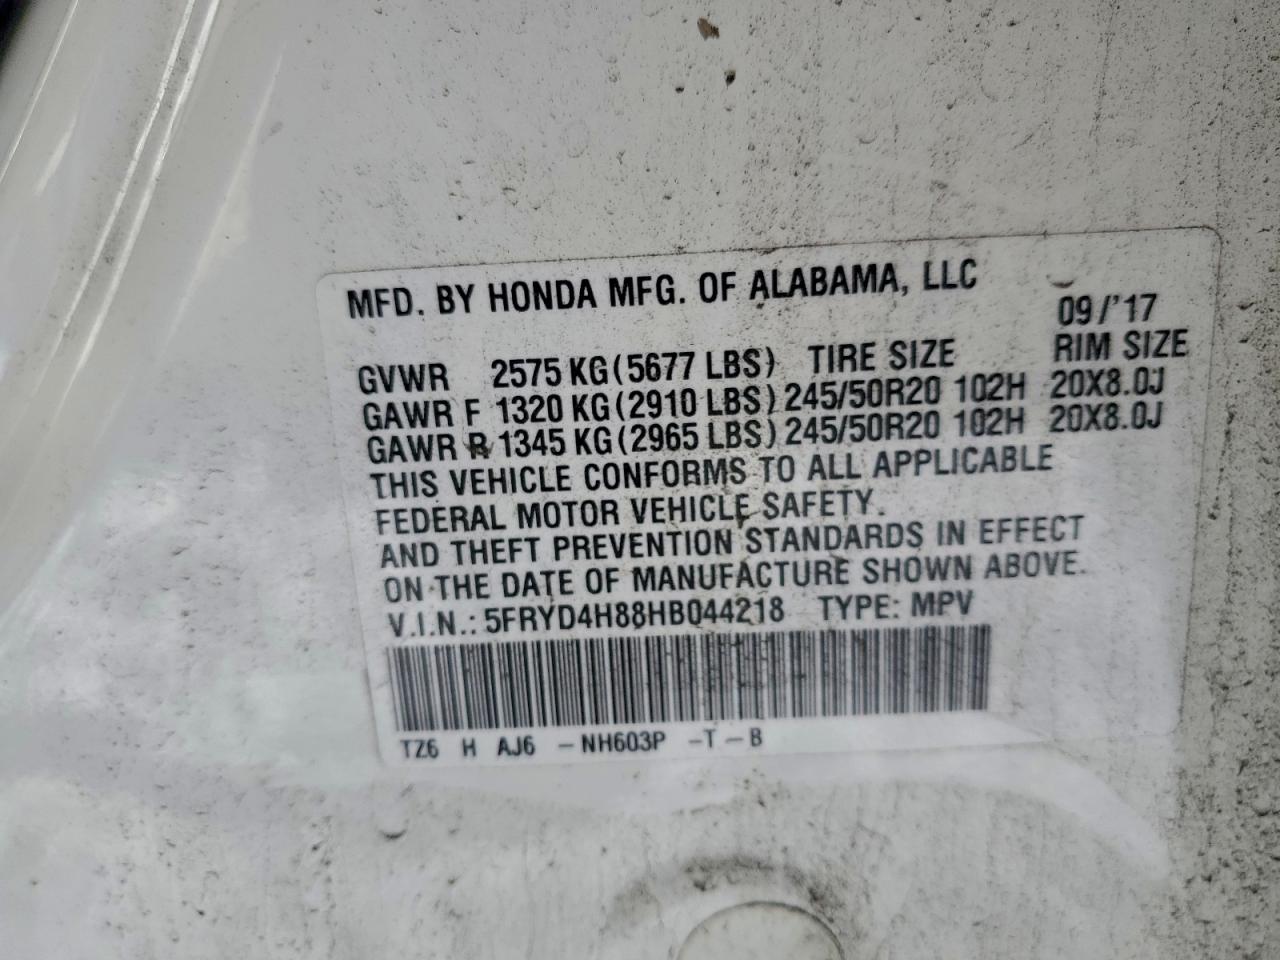 MFD. BY HONDA MFG. OF ALABAMA, LLC
09/'17
GVWR 2575 KG(5677 LBS) TIRE SIZE RIM SIZE
GAWR F 1320 KG(2910 LBS) 245/50R20 102H 20X8.0J
GAWR R 1345 KG(2965 LBS) 245/50R20 102H 20X8.0J
THIS VEHICLE CONFORMS TO ALL APPLICABLE
FEDERAL MOTOR VEHICLE SAFETY.
AND THEFT PREVENTION STANDARDS IN EFFECT
ON THE DATE OF MANUFACTURE SHOWN ABOVE.
V.I.N.: 5FRYD4H88HB044218 TYPE: MPV
TZ6 H AJ6 -NH603P -T-B